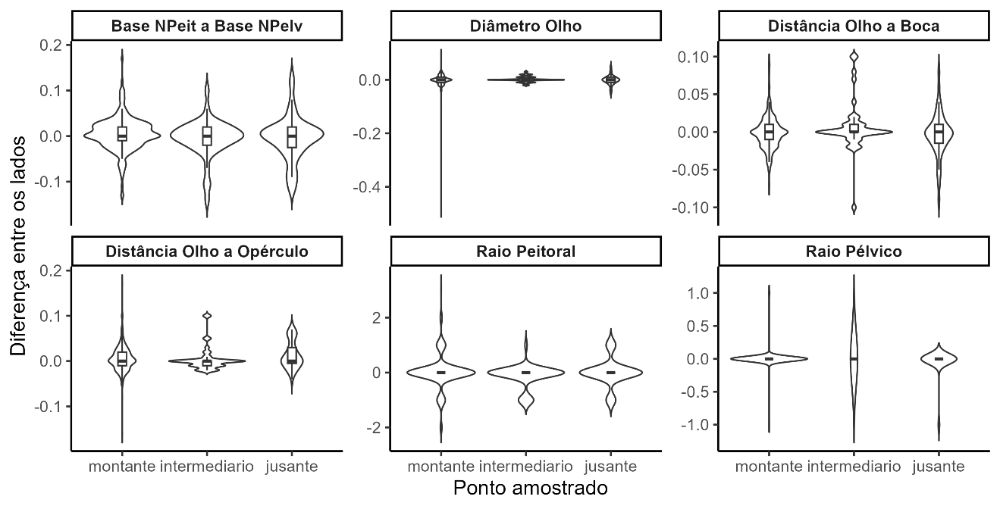 Base NPeit a Base NPelv
Diâmetro Olho
Distância Olho a Boca
0.2
0.1
0.0
-0.1
0.0
-0.2
-0.4
0.10
0.05
0.00
-0.05
-0.10
Distância Olho a Opérculo
Raio Peitoral
Raio Pélvico
0.2
0.1
0.0
-0.1
2
0
-2
1.0
0.5
0.0
-0.5
-1.0
montante intermediario jusante
montante intermediario jusante
montante intermediario jusante
Ponto amostrado
Diferença entre os lados